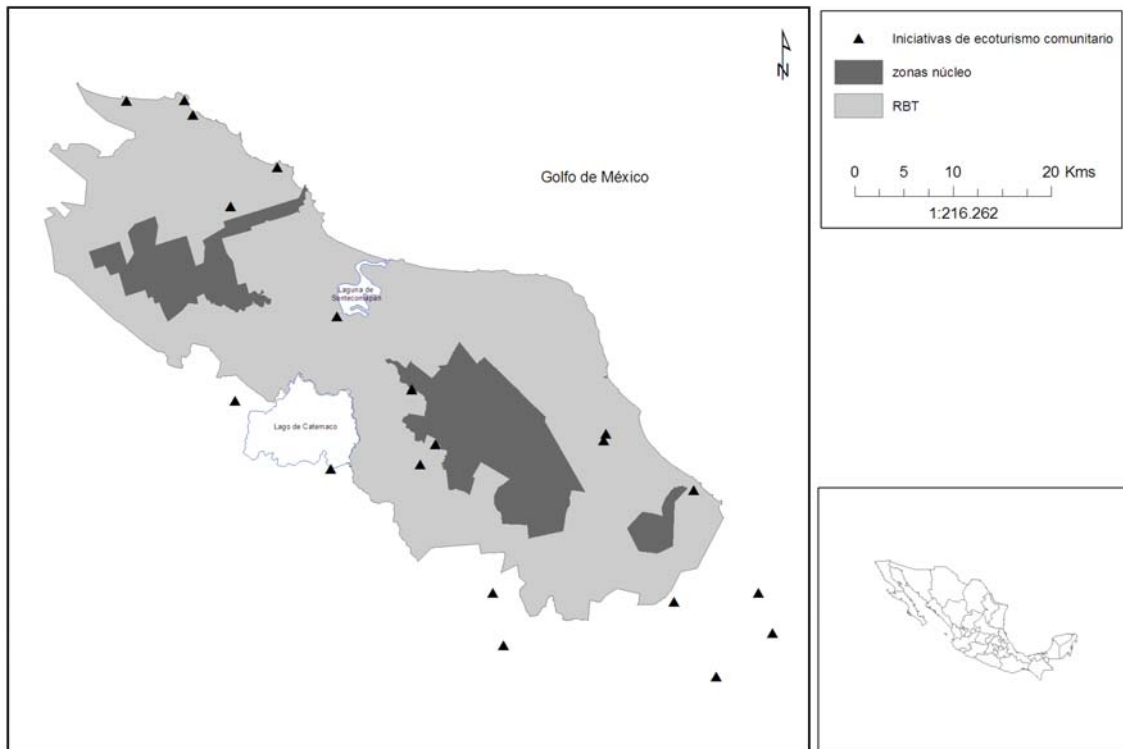 N
Golfo de México
Laguna de
Sontecomapan
Lago de Catemaco
Iniciativas de ecoturismo comunitario
zonas núcleo
RBT
0 5 10 20 Kms
1:216.262